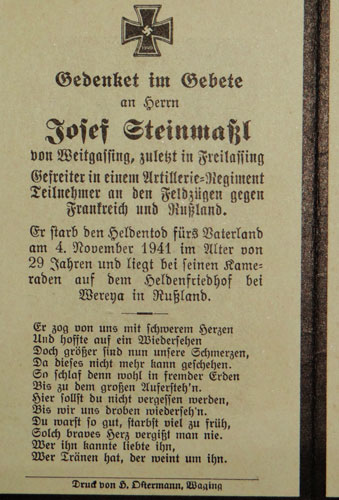 Gedenket im Gebete
an Herrn
Josef Steinmaßl
von Weitgassing, zuletzt in Freilassing
Gefreiter in einem Artillerie-Regiment
Teilnehmer an den Feldzügen gegen
Frankreich und Rußland.
Er starb den Heldentod fürs Vaterland
am 4. November 1941 im Alter von
29 Jahren und liegt bei seinen Kame-
raden auf dem Heldenfriedhof bei
Wereya in Rußland.
Er zog von uns mit schwerem Herzen
Und hoffte auf ein Wiedersehen
Doch größer sind nun unsere Schmerzen,
Da dieses nicht mehr kann geschehen.
So schlaf denn wohl in fremder Erden
Bis zu dem großen Aufersteh'n.
Hier sollst du nicht vergessen werden,
Bis wir uns droben wiederseh'n.
Du warst so gut, starbst viel zu früh,
Solch braves Herz vergißt man nie.
Wer ihn kannte liebte ihn,
Wer Tränen hat, der weint um ihn.
Druck von H. Ostermann, Waging